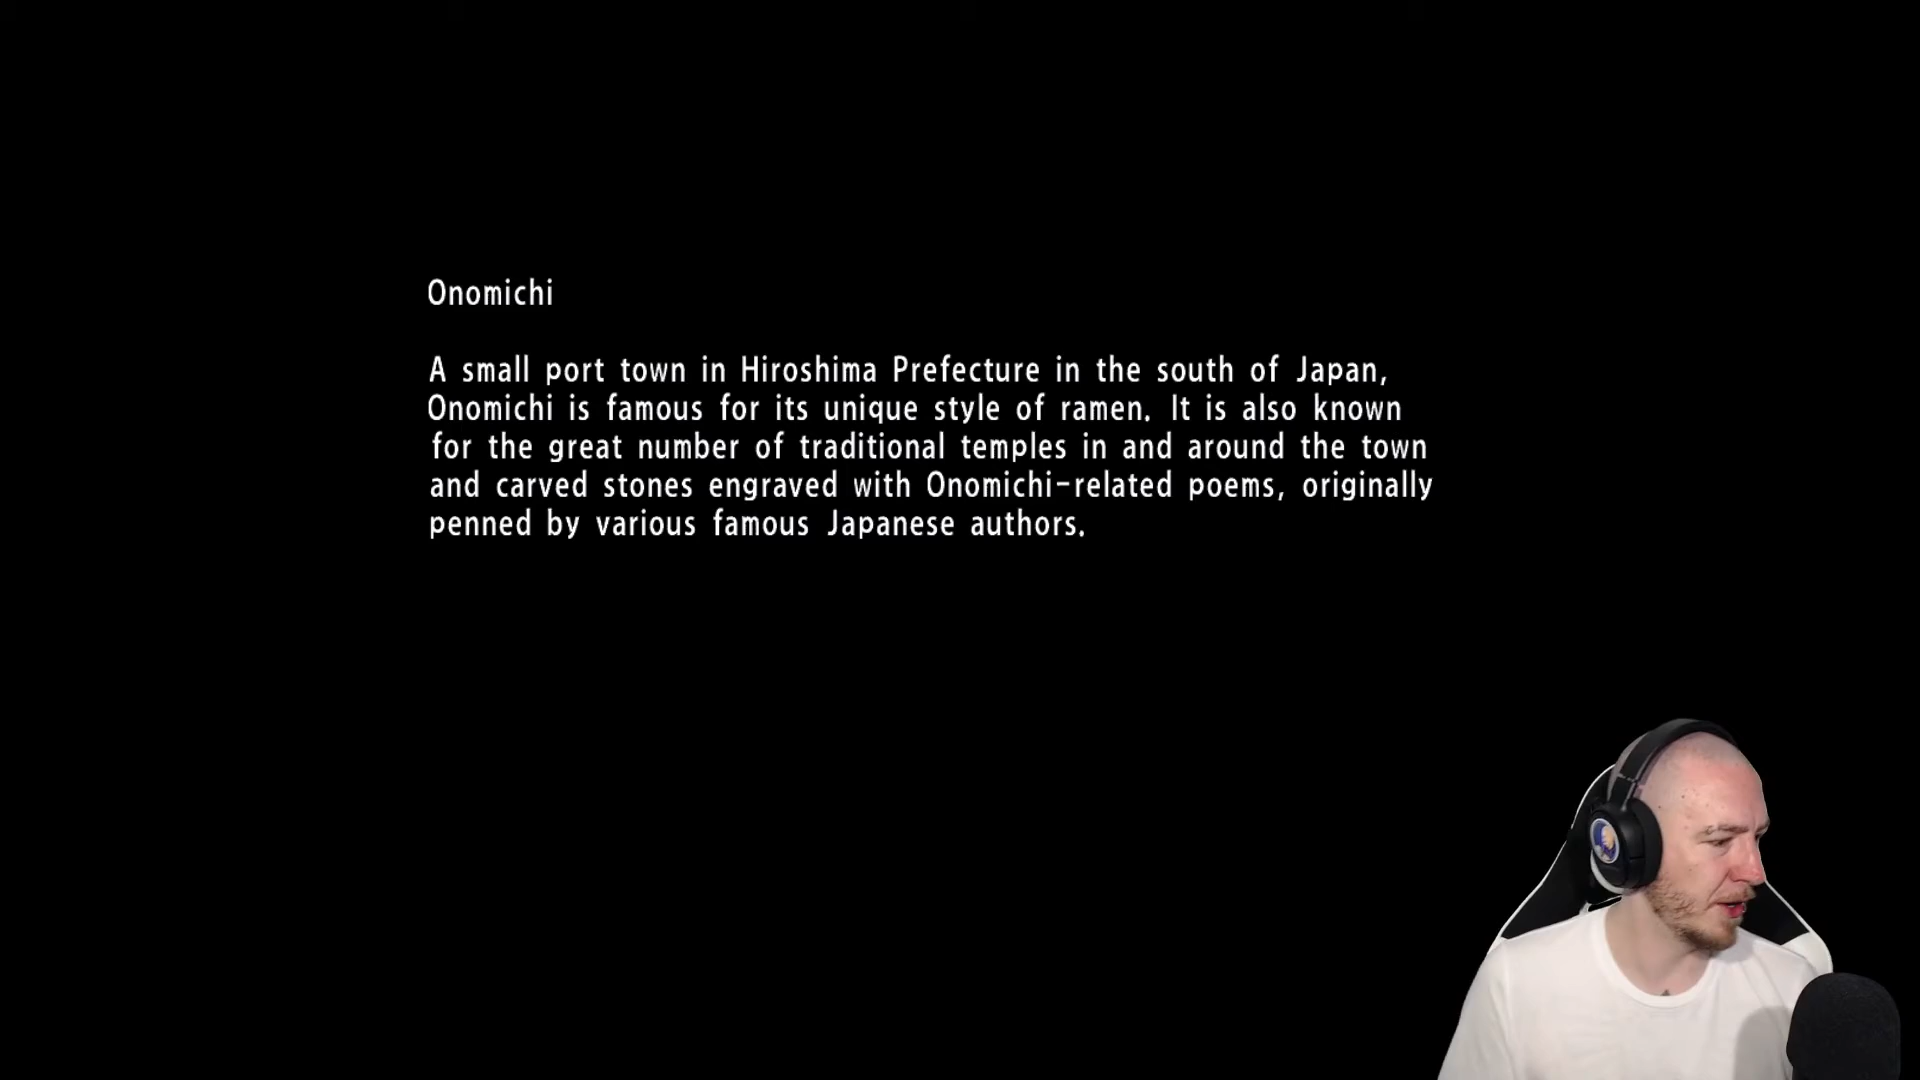 Onomichi
A small port town in Hiroshima Prefecture in the south of Japan,
Onomichi is famous for its unique style of ramen. It is also known
for the great number of traditional temples in and around the town
and carved stones engraved with Onomichi-related poems, originally
penned by various famous Japanese authors.